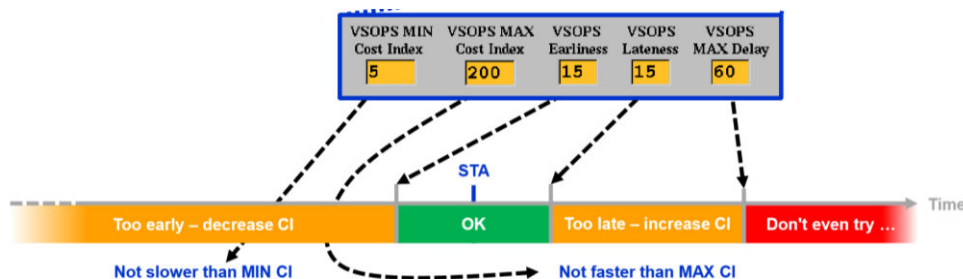 VSOPS MIN VSOPS MAX VSOPS VSOPS VSOPS
Cost Index Cost Index Earliness Lateness MAX Delay
5 200 15 15 60
STA
Time
Too early – decrease CI OK Too late – increase CI Don't even try ...
Not slower than MIN CI Not faster than MAX CI